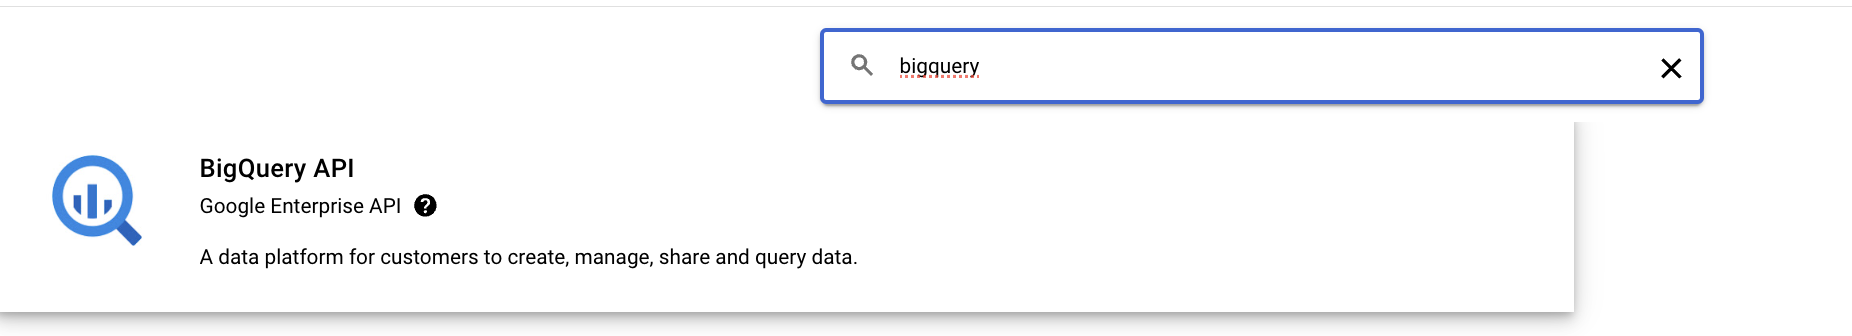 bigquery
BigQuery API
Google Enterprise API
A data platform for customers to create, manage, share and query data.